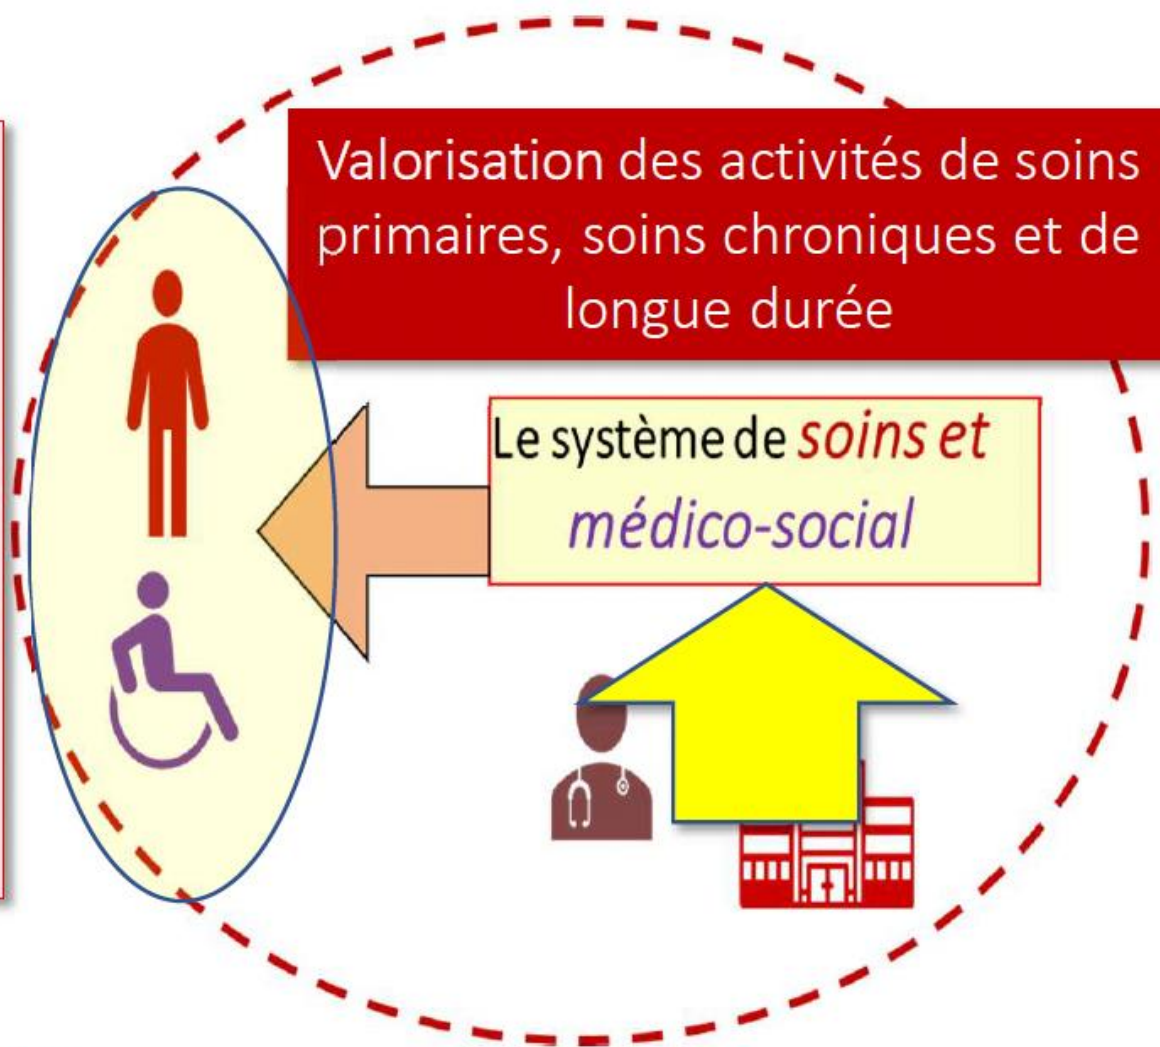 Valorisation des activités de soins
primaires, soins chroniques et de
longue durée
Le système de soins et
médico-social